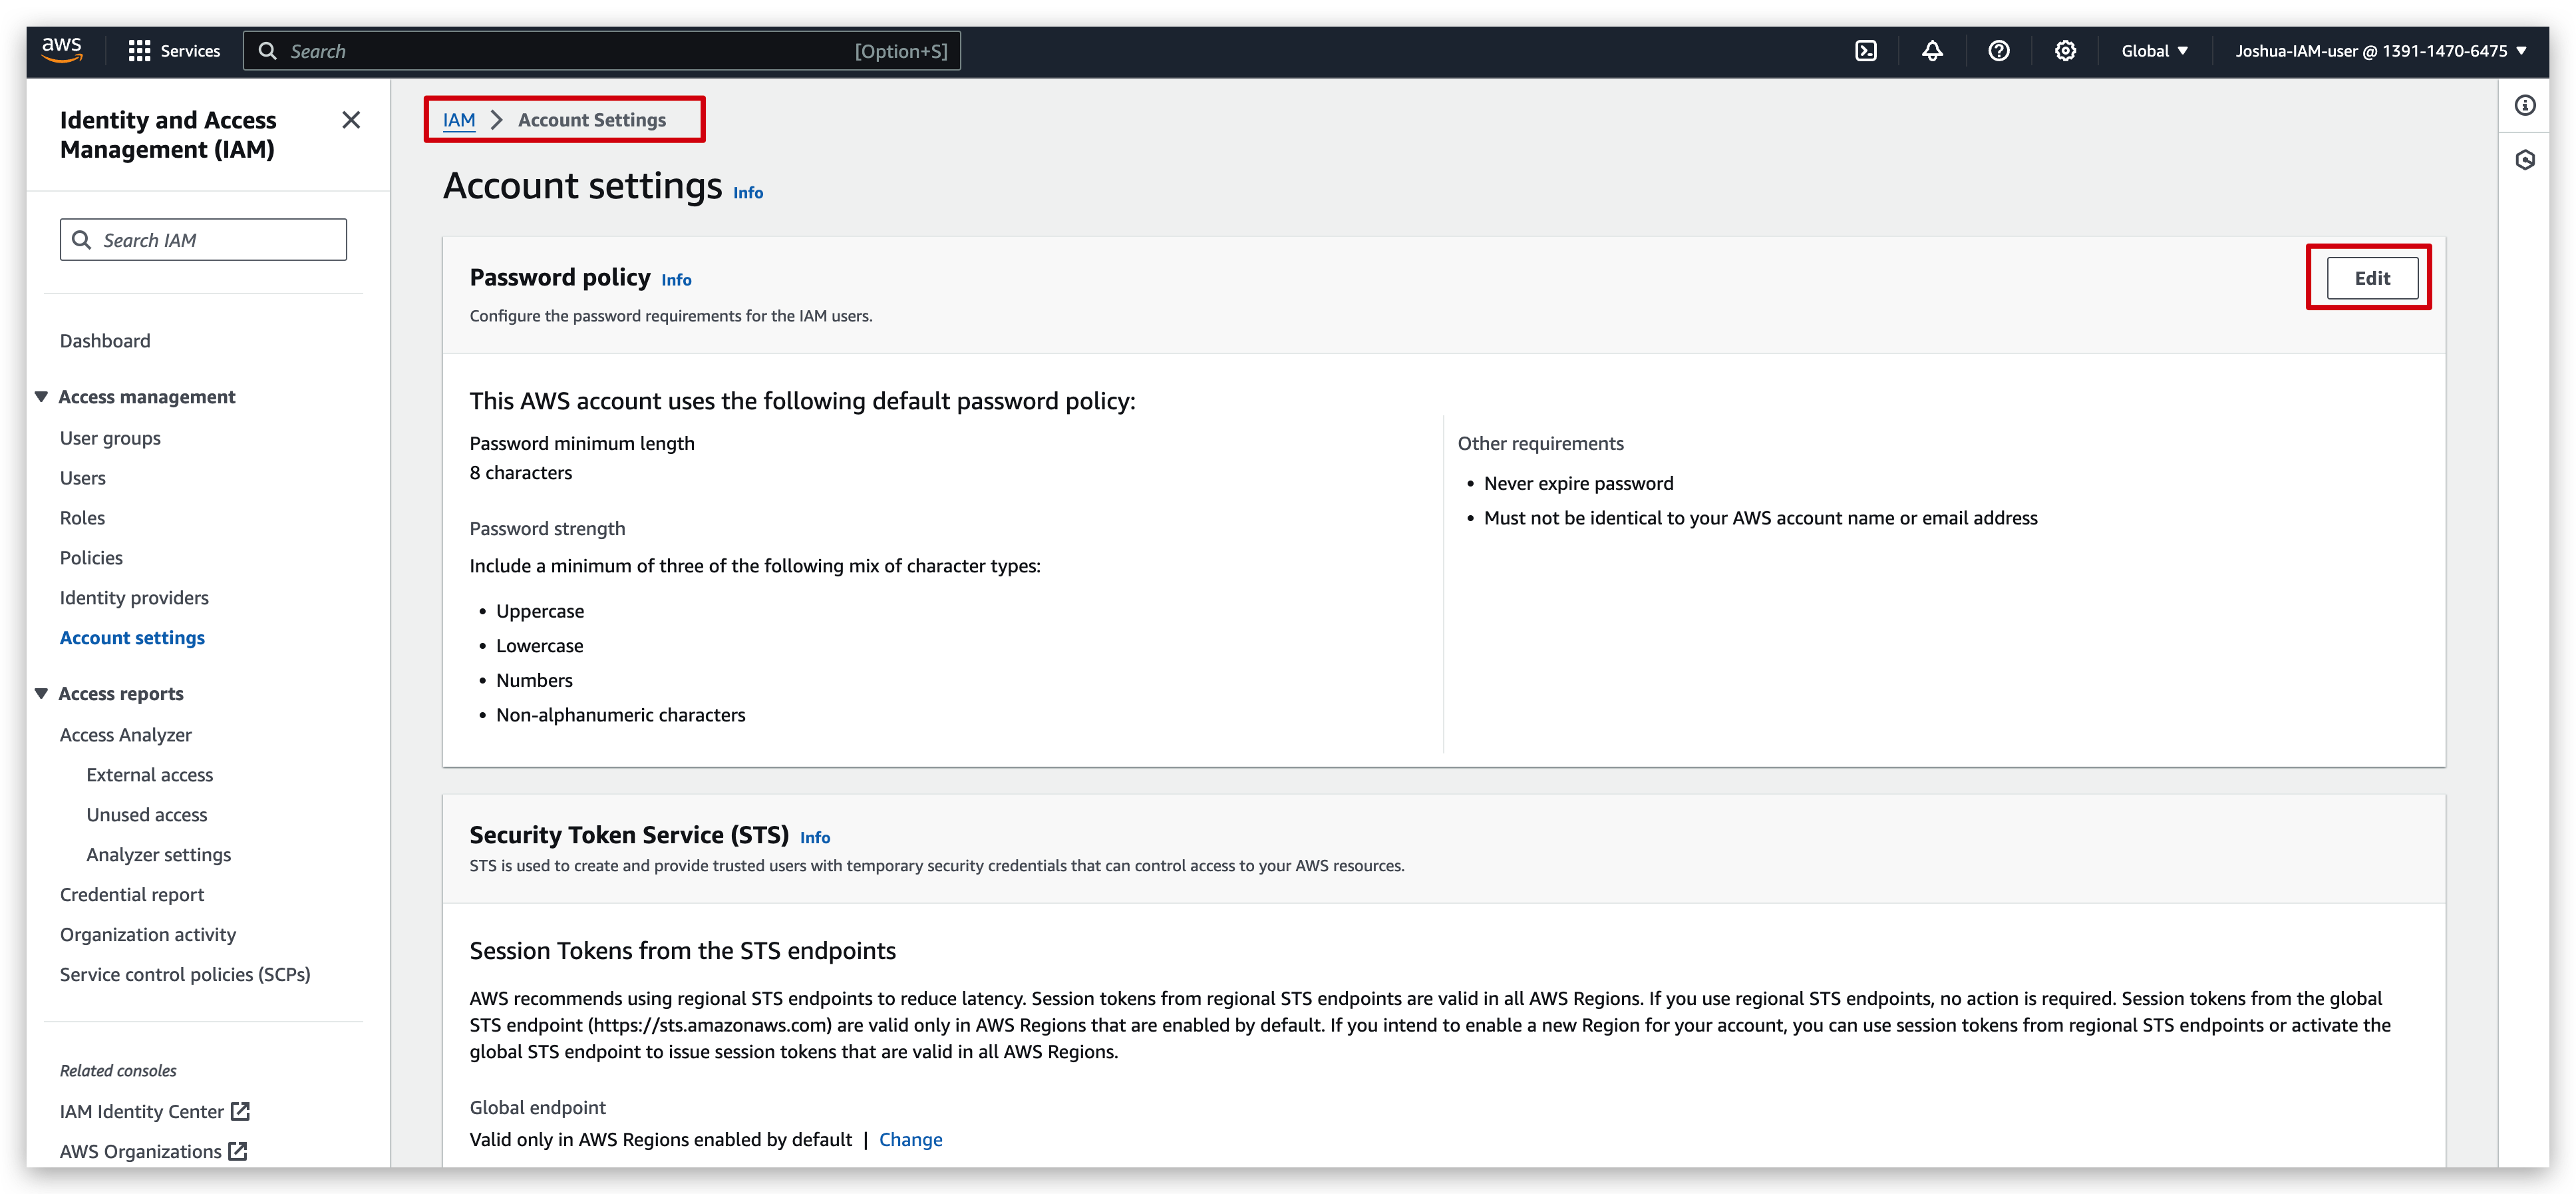 aws
Services
Search
[Option+S]
Global
Joshua-IAM-user @ 1391-1470-6475
Identity and Access
Management (IAM)
Search IAM
Dashboard
Access management
User groups
Users
Roles
Policies
Identity providers
Account settings
Access reports
Access Analyzer
External access
Unused access
Analyzer settings
Credential report
Organization activity
Service control policies (SCPs)
Related consoles
IAM Identity Center
AWS Organizations
IAM > Account Settings
Account settings Info
Password policy Info
Edit
Configure the password requirements for the IAM users.
This AWS account uses the following default password policy:
Password minimum length
8 characters
Password strength
Include a minimum of three of the following mix of character types:
• Uppercase
• Lowercase
• Numbers
• Non-alphanumeric characters
Other requirements
• Never expire password
• Must not be identical to your AWS account name or email address
Security Token Service (STS) Info
STS is used to create and provide trusted users with temporary security credentials that can control access to your AWS resources.
Session Tokens from the STS endpoints
AWS recommends using regional STS endpoints to reduce latency. Session tokens from regional STS endpoints are valid in all AWS Regions. If you use regional STS endpoints, no action is required. Session tokens from the global
STS endpoint (https://sts.amazonaws.com) are valid only in AWS Regions that are enabled by default. If you intend to enable a new Region for your account, you can use session tokens from regional STS endpoints or activate the
global STS endpoint to issue session tokens that are valid in all AWS Regions.
Global endpoint
Valid only in AWS Regions enabled by default | Change